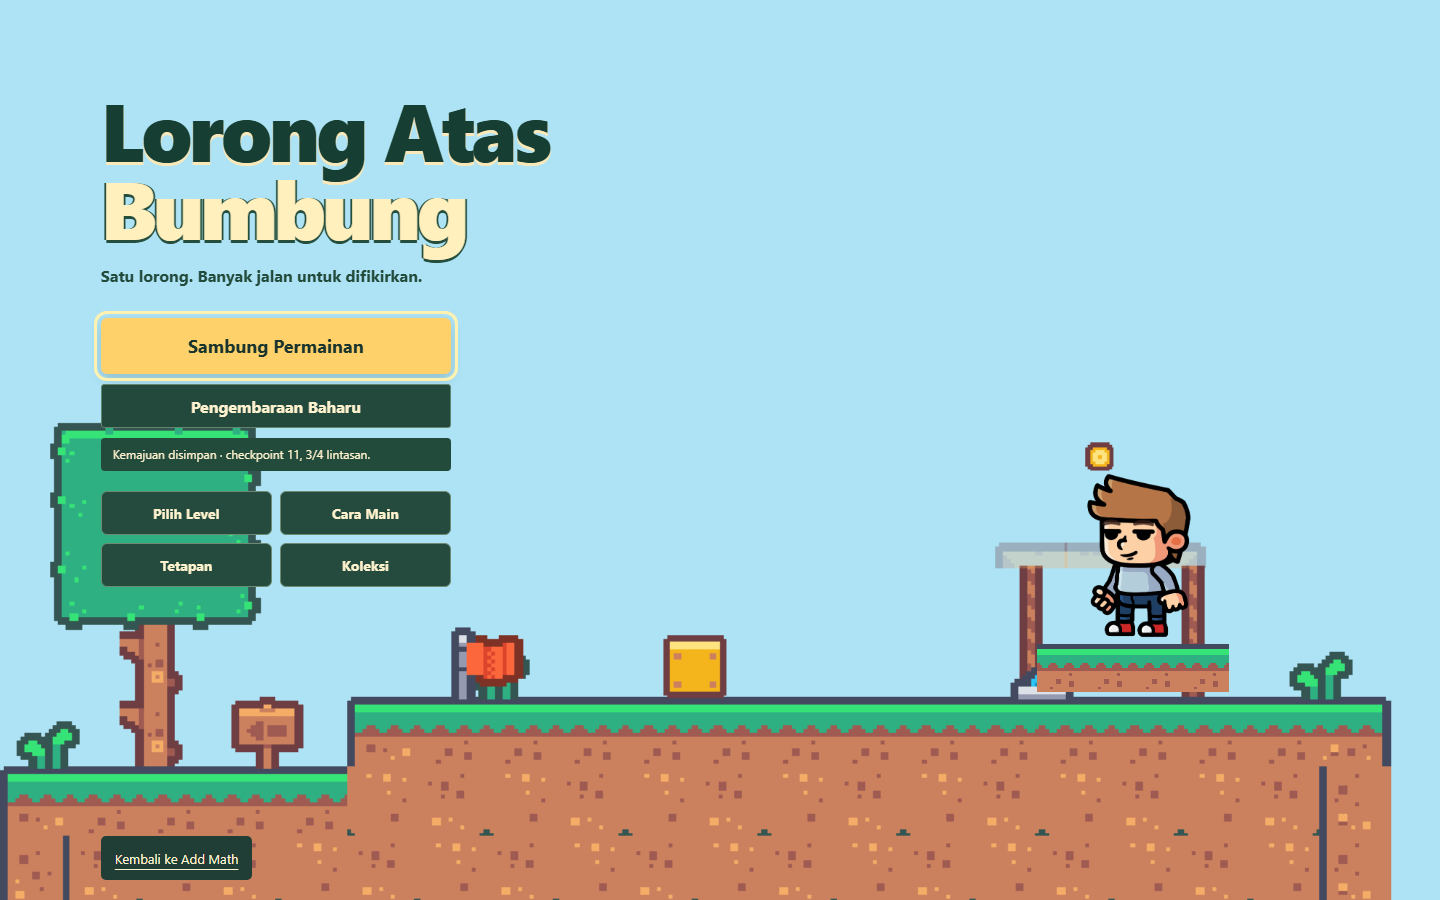 Lorong Atas
Bumbung
Satu lorong. Banyak jalan untuk difikirkan.
Sambung Permainan
Pengembaraan Baharu
Kemajuan disimpan · checkpoint 11, 3/4 lintasan.
Pilih Level
Cara Main
Tetapan
Koleksi
Kembali ke Add Math